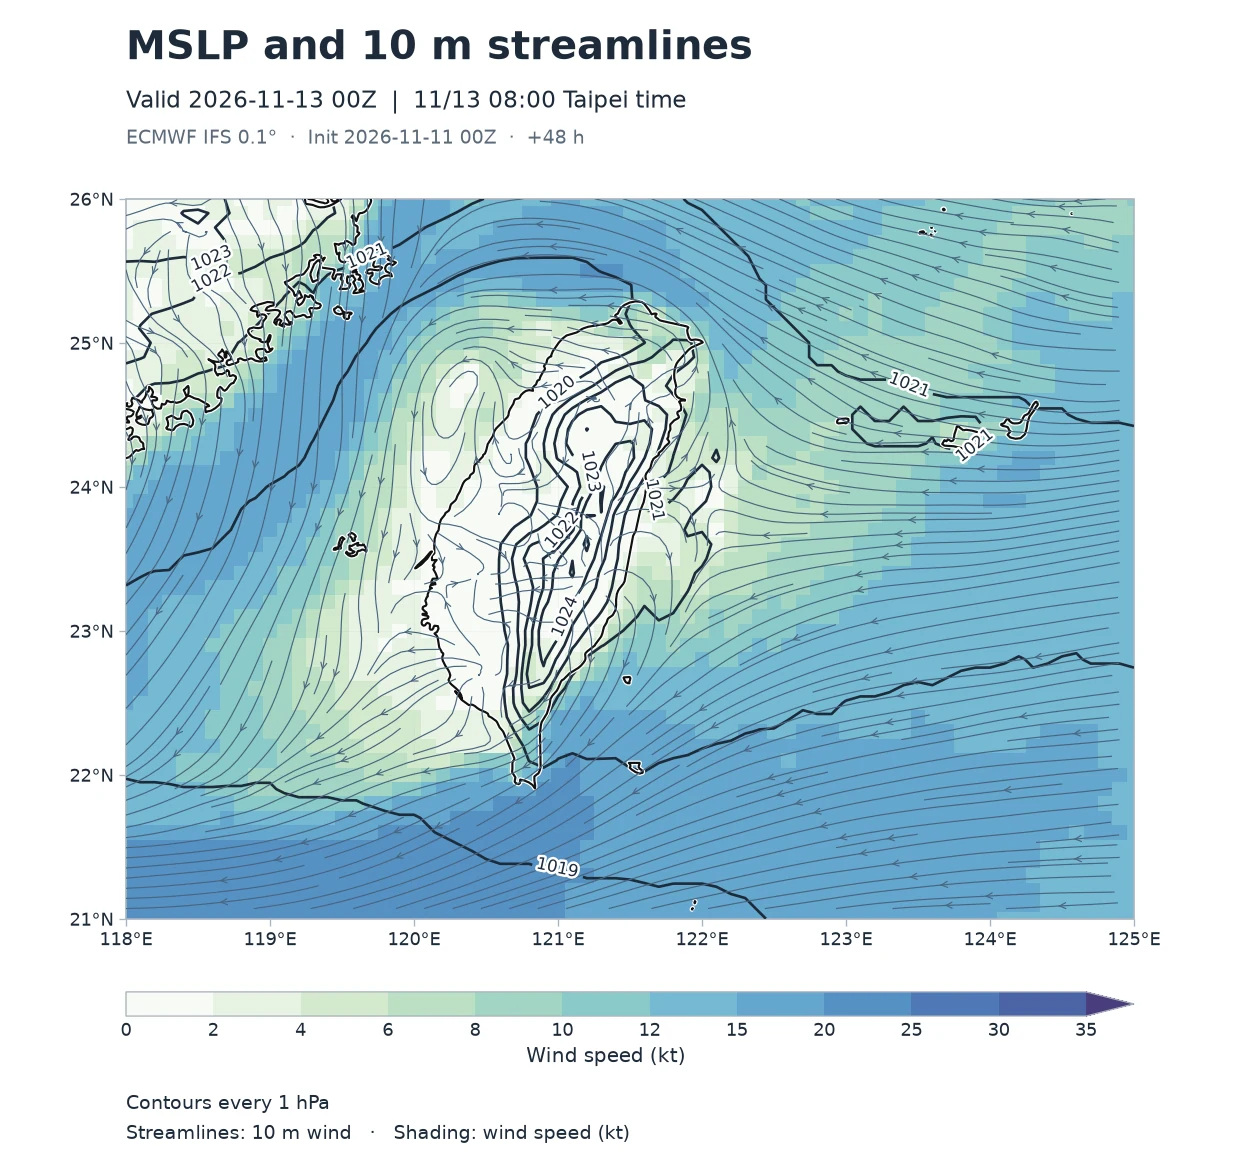 MSLP and 10 m streamlines
Valid 2026-11-13 00Z | 11/13 08:00 Taipei time
ECMWF IFS 0.1° · Init 2026-11-11 00Z · +48 h
26°N
25°N
24°N
23°N
22°N
21°N
1023
1022
1021
1020
1021
1021
1023
1021
1022
1024
1019
118°E 119°E 120°E 121°E 122°E 123°E 124°E 125°E
0 2 4 6 8 10 12 15 20 25 30 35
Wind speed (kt)
Contours every 1 hPa
Streamlines: 10 m wind · Shading: wind speed (kt)